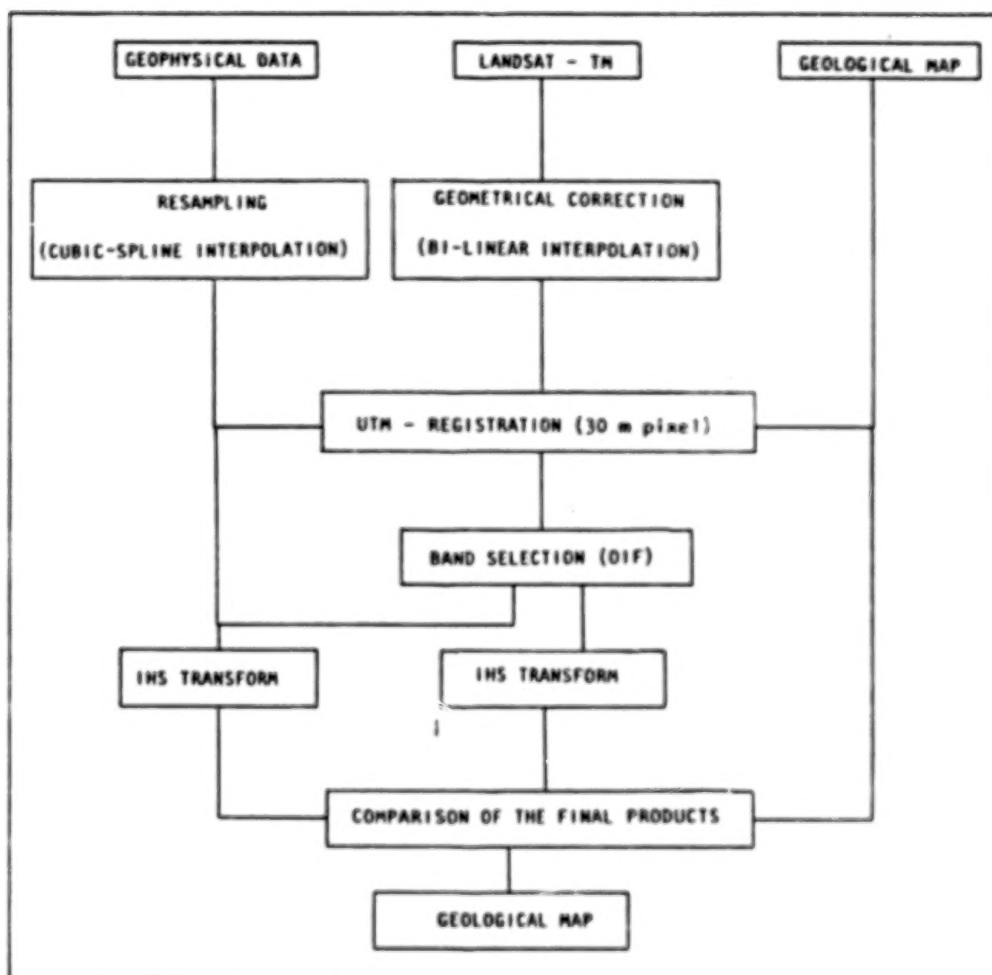 GEOPHYSICAL DATA
LANDSAT - TM
GEOLOGICAL MAP
RESAMPLING
(CUBIC-SPLINE INTERPOLATION)
GEOMETRICAL CORRECTION
(BI-LINEAR INTERPOLATION)
UTM - REGISTRATION (30 m pixel)
BAND SELECTION (OIF)
IHS TRANSFORM
IHS TRANSFORM
COMPARISON OF THE FINAL PRODUCTS
GEOLOGICAL MAP